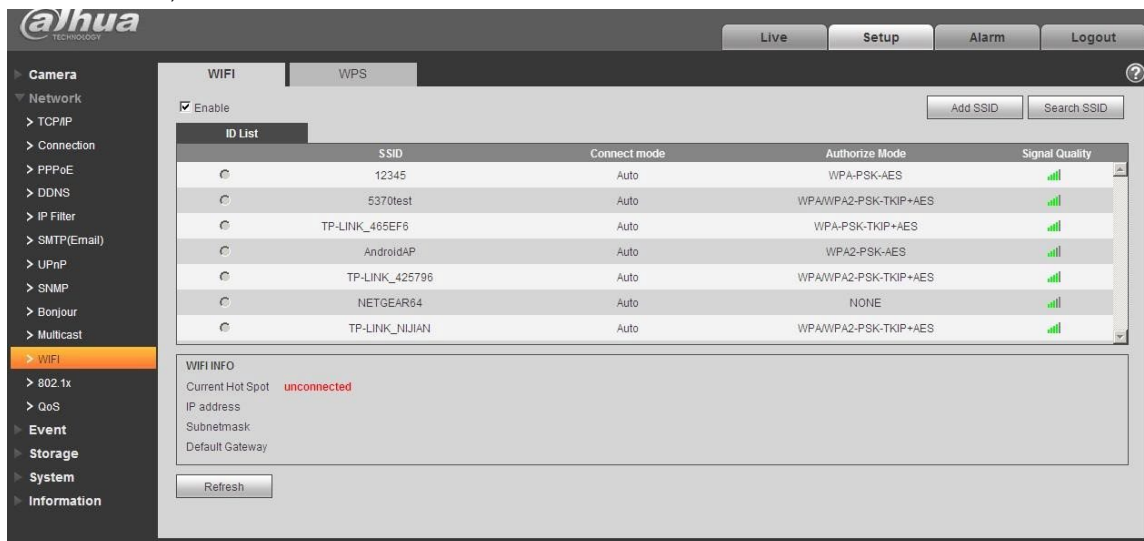 alhua
TECHNOLOGY
Live Setup Alarm Logout
Camera
Network
TCP/IP
Connection
PPPoE
DDNS
IP Filter
SMTP(Email)
UPnP
SNMP
Bonjour
Multicast
WIFI
802.1x
QoS
Event
Storage
System
Information
WIFI WPS
?
Enable Add SSID Search SSID
ID List
SSID Connect mode Authorize Mode Signal Quality
12345 Auto WPA-PSK-AES
5370test Auto WPA/WPA2-PSK-TKIP+AES
TP-LINK_465EF6 Auto WPA-PSK-TKIP+AES
AndroidAP Auto WPA2-PSK-AES
TP-LINK_425796 Auto WPA/WPA2-PSK-TKIP+AES
NETGEAR64 Auto NONE
TP-LINK_NIJIAN Auto WPA/WPA2-PSK-TKIP+AES
WIFI INFO
Current Hot Spot unconnected
IP address
Subnetmask
Default Gateway
Refresh